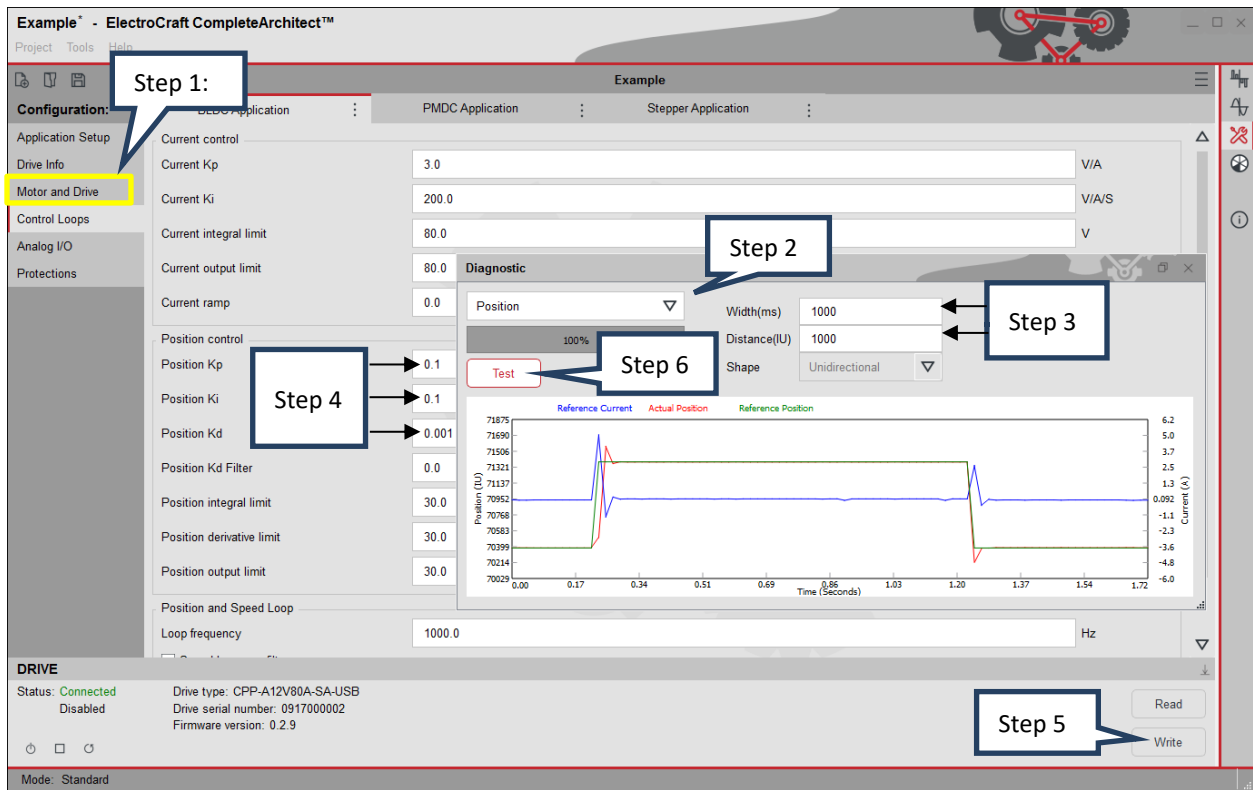 Example* - ElectroCraft CompleteArchitect™
Project Tools Help
Step 1:
Example
Configuration:
BLDC Application
PMDC Application
Stepper Application
Application Setup
Drive Info
Motor and Drive
Control Loops
Analog I/O
Protections
Current control
Current Kp 3.0 V/A
Current Ki 200.0 V/A/S
Current integral limit 80.0 V
Current output limit 80.0
Current ramp 0.0
Position control
Position Kp 0.1
Position Ki 0.1
Position Kd 0.001
Position Kd Filter 0.0
Position integral limit 30.0
Position derivative limit 30.0
Position output limit 30.0
Step 4
Position and Speed Loop
Loop frequency 1000.0 Hz
Step 2
Diagnostic
Position
100%
Test
Step 6
Width(ms) 1000
Distance(IU) 1000
Shape Unidirectional
Step 3
Reference Current Actual Position Reference Position
Position (IU)
71875
71690
71506
71321
71137
70952
70768
70583
70399
70214
70029
6.2
5.0
3.7
2.5
1.3
0.092
-1.1
-2.3
-3.6
-4.8
-6.0
Current (A)
0.00 0.17 0.34 0.51 0.69 0.86 1.03 1.20 1.37 1.54 1.72
Time (Seconds)
DRIVE
Status: Connected
Disabled
Drive type: CPP-A12V80A-SA-USB
Drive serial number: 0917000002
Firmware version: 0.2.9
Step 5
Read
Write
Mode: Standard